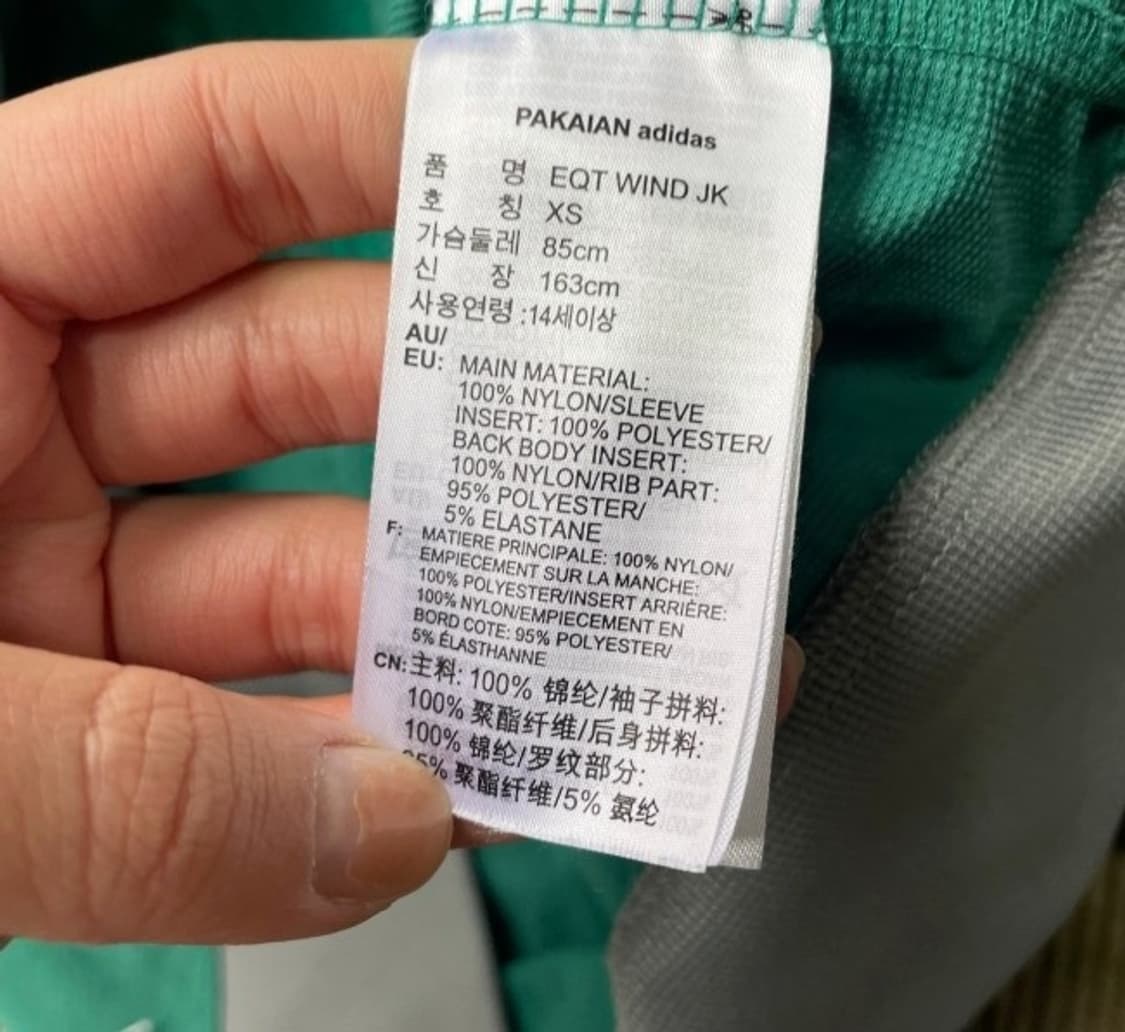 PAKAIAN adidas
품 명 EQT WIND JK
호 칭 XS
가슴둘레 85cm
신 장 163cm
사용연령 :14세이상
AU/
EU: MAIN MATERIAL:
100% NYLON/SLEEVE
INSERT: 100% POLYESTER/
BACK BODY INSERT:
100% NYLON/RIB PART:
95% POLYESTER/
5% ELASTANE
F: MATIERE PRINCIPALE: 100% NYLON/
EMPIECEMENT SUR LA MANCHE:
100% POLYESTER/INSERT ARRIÈRE:
100% NYLON/EMPIECEMENT EN
BORD COTE: 95% POLYESTER/
5% ÉLASTHANNE
CN: 主料: 100% 锦纶/袖子拼料:
100% 聚酯纤维/后身拼料:
100% 锦纶/罗纹部分:
95% 聚酯纤维/5% 氨纶